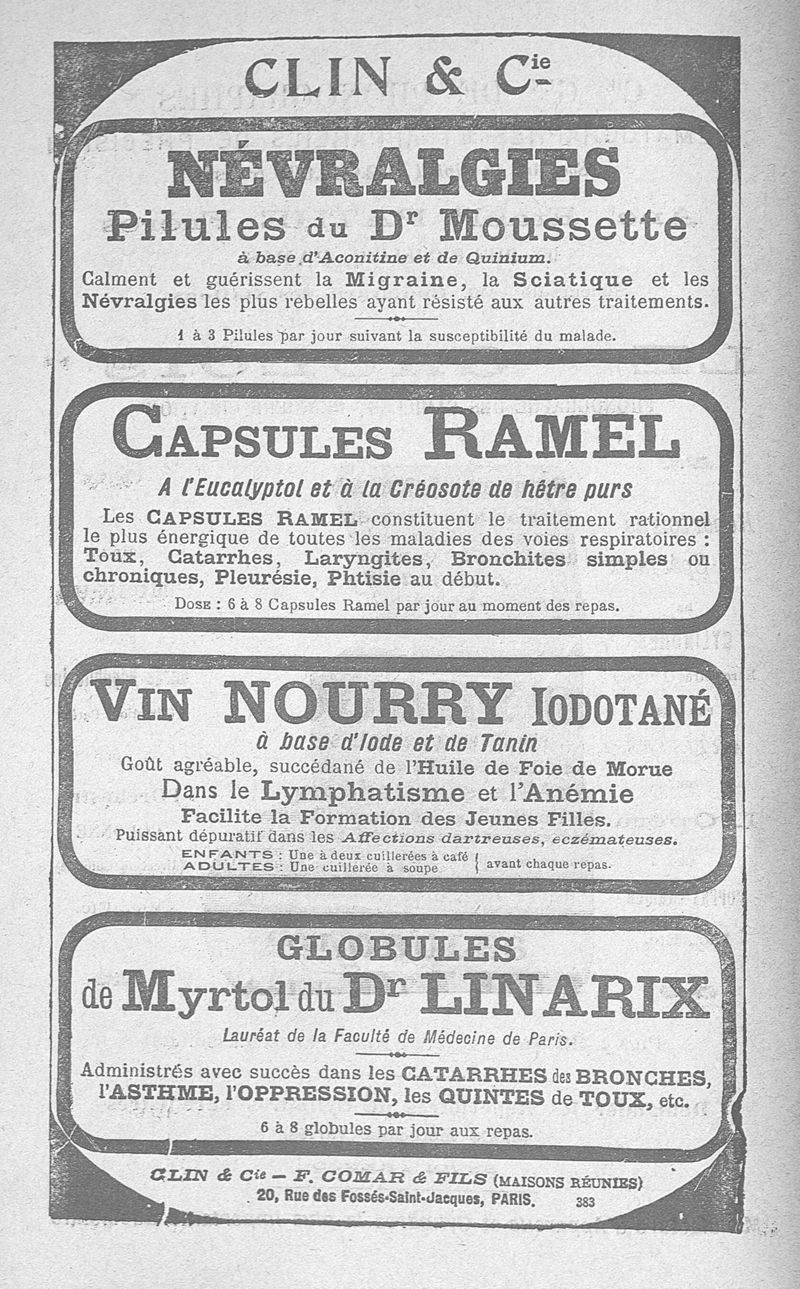 CLIN & Cie
NÉVRALGIES
Pilules du Dr Moussette
à base d'Aconitine et de Quinium.
Calment et guérissent la Migraine, la Sciatique et les
Névralgies les plus rebelles ayant résisté aux autres traitements.
1 à 3 Pilules par jour suivant la susceptibilité du malade.
CAPSULES RAMEL
A l'Eucalyptol et à la Créosote de hêtre purs
Les CAPSULES RAMEL constituent le traitement rationnel
le plus énergique de toutes les maladies des voies respiratoires :
Toux, Catarrhes, Laryngites, Bronchites simples ou
chroniques, Pleurésie, Phtisie au début.
DOSE : 6 à 8 Capsules Ramel par jour au moment des repas.
VIN NOURRY IODOTANÉ
à base d'Iode et de Tanin
Goût agréable, succédané de l'Huile de Foie de Morue
Dans le Lymphatisme et l'Anémie
Facilite la Formation des Jeunes Filles.
Puissant dépuratif dans les Affections dartreuses, eczémateuses.
ENFANTS : Une à deux cuillerées à café
ADULTES : Une cuillerée à soupe } avant chaque repas.
GLOBULES
de Myrtol du Dr LINARIX
Lauréat de la Faculté de Médecine de Paris.
Administrés avec succès dans les CATARRHES des BRONCHES,
l'ASTHME, l'OPPRESSION, les QUINTES de TOUX, etc.
6 à 8 globules par jour aux repas.
CLIN & Cie — F. COMAR & FILS (MAISONS RÉUNIES)
20, Rue des Fossés-Saint-Jacques, PARIS. 383